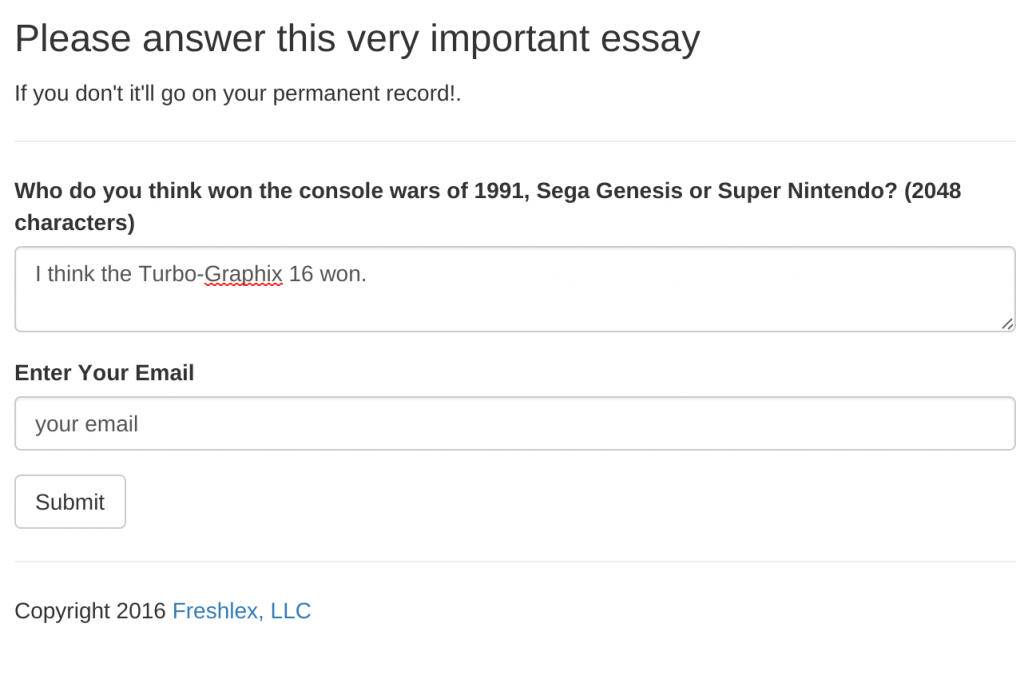 Please answer this very important essay
If you don't it'll go on your permanent record!.
Who do you think won the console wars of 1991, Sega Genesis or Super Nintendo? (2048
characters)
I think the Turbo-Graphix 16 won.
Enter Your Email
your email
Submit
Copyright 2016 Freshlex, LLC